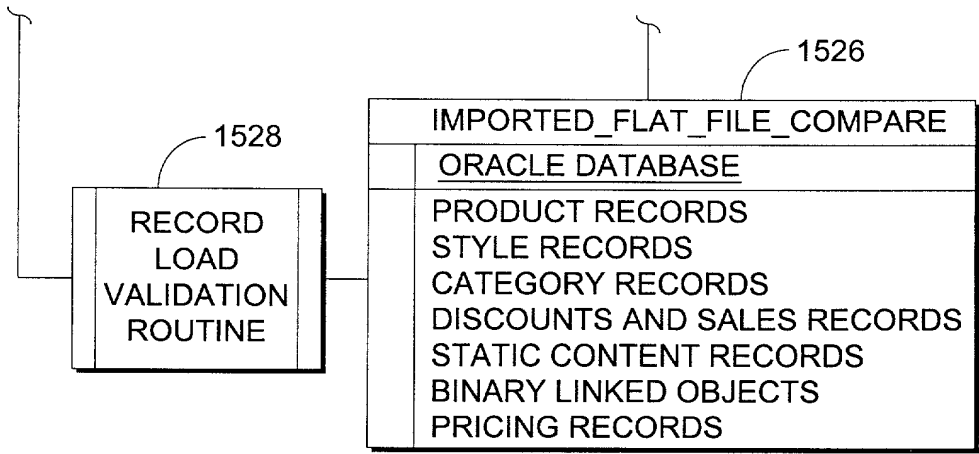 1526
IMPORTED_FLAT_FILE_COMPARE
ORACLE DATABASE
PRODUCT RECORDS
STYLE RECORDS
CATEGORY RECORDS
DISCOUNTS AND SALES RECORDS
STATIC CONTENT RECORDS
BINARY LINKED OBJECTS
PRICING RECORDS
1528
RECORD
LOAD
VALIDATION
ROUTINE